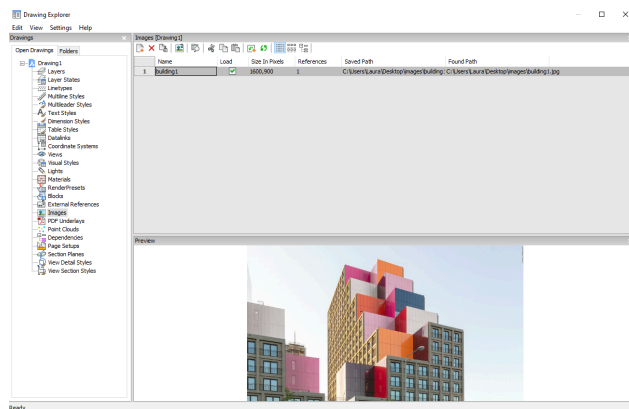 Drawing Explorer
Edit View Settings Help
Drawings
Open Drawings Folders
Drawing1
Layers
Layer States
Linetypes
Multiline Styles
Multileader Styles
Text Styles
Dimension Styles
Table Styles
Datalinks
Coordinate Systems
Views
Visual Styles
Lights
Materials
RenderPresets
Blocks
External References
Images
PDF Underlays
Point Clouds
Dependencies
Page Setups
Section Planes
View Detail Styles
View Section Styles
Images [Drawing1]
Name Load Size In Pixels References Saved Path Found Path
1 building1 1600,900 1 C:\Users\Laura\Desktop\images\building1 C:\Users\Laura\Desktop\images\building1.jpg
Preview
Ready